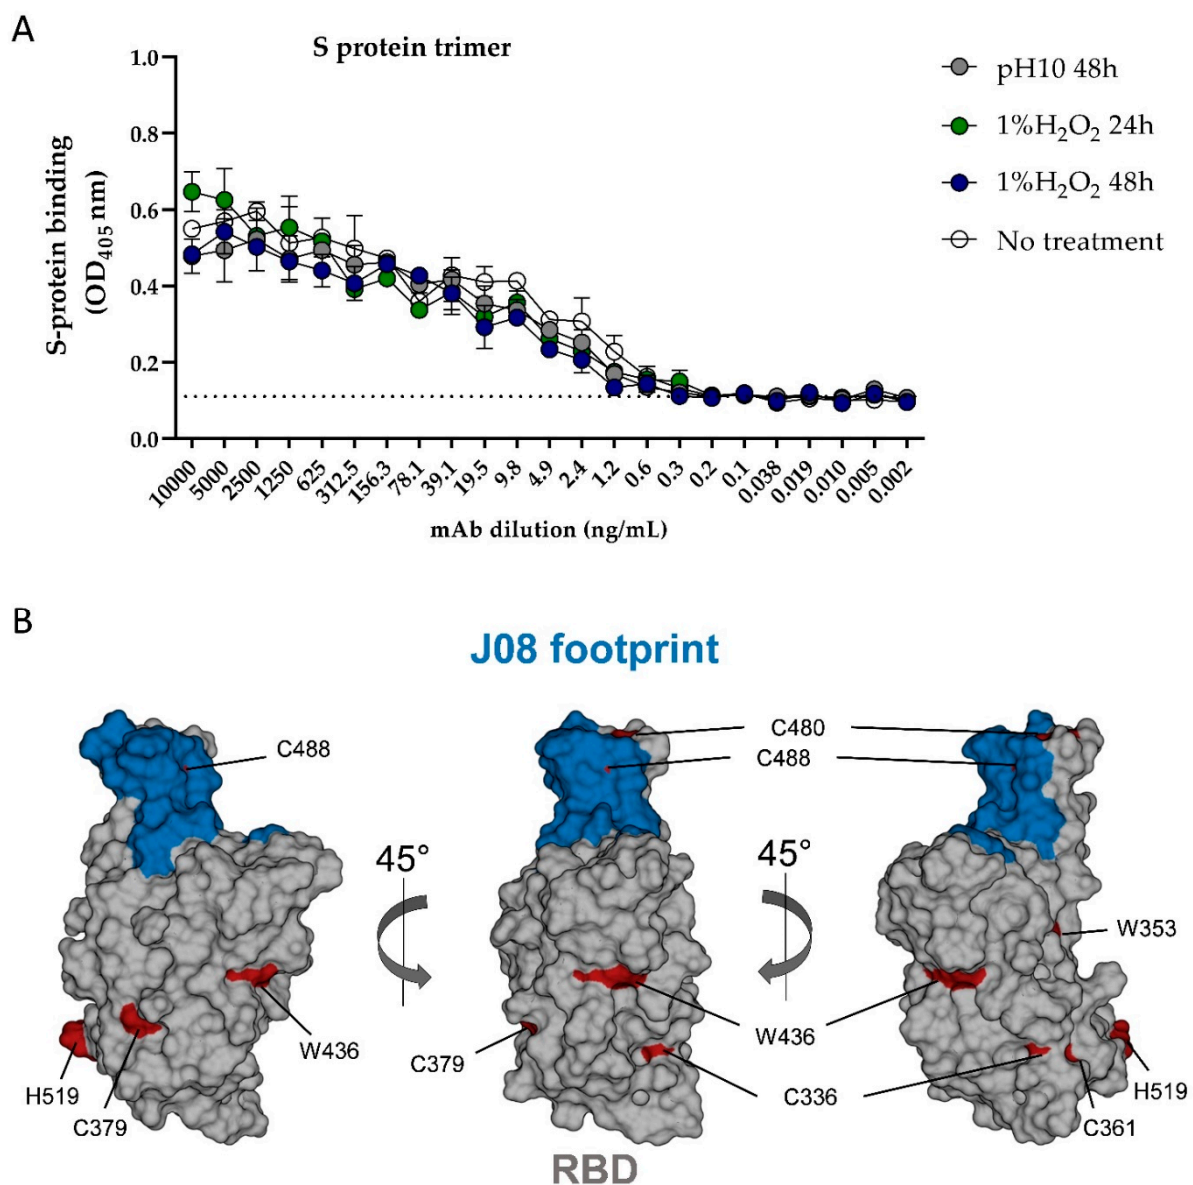 A
S protein trimer
S-protein binding
(OD₄₀₅ nm)
1.0
0.8
0.6
0.4
0.2
0.0
10000
5000
2500
1250
625
312.5
156.3
78.1
39.1
19.5
9.8
4.9
2.4
1.2
0.6
0.3
0.2
0.1
0.038
0.019
0.010
0.005
0.002
mAb dilution (ng/mL)
pH10 48h
1%H₂O₂ 24h
1%H₂O₂ 48h
No treatment
B
J08 footprint
C488
C480
C488
45°
45°
W353
W436
W436
C379
H519
C379
C336
H519
C361
RBD